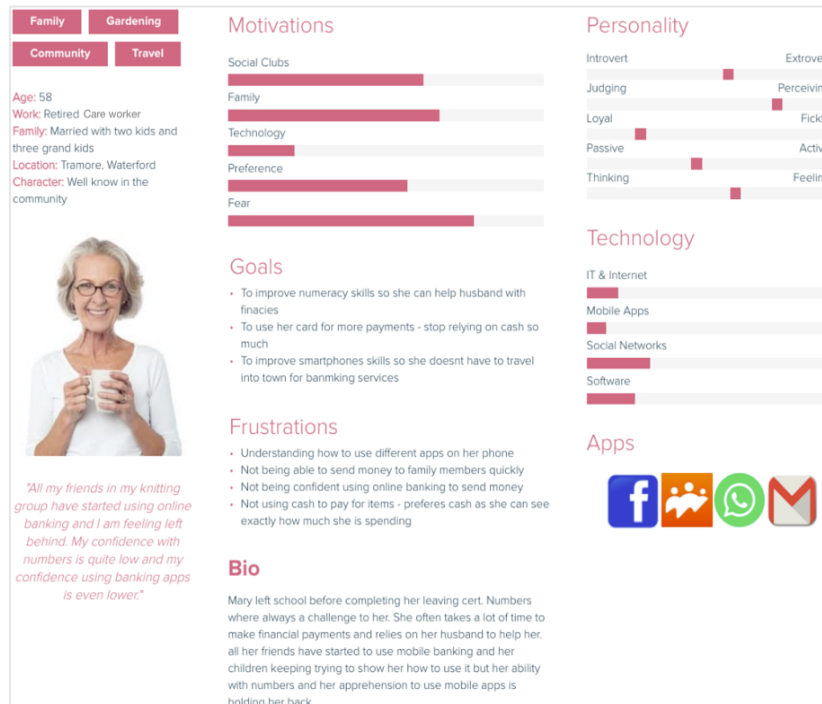 Family Gardening
Community Travel
Age: 58
Work: Retired Care worker
Family: Married with two kids and
three grand kids
Location: Tramore. Waterford
Character: Well know in the
community
"All my friends in my knitting
group have started using online
banking and I am feeling left
behind. My confidence with
numbers is quite low and my
confidence using banking apps
is even lower."
Motivations
Social Clubs
Family
Technology
Preference
Fear
Goals
• To improve numeracy skills so she can help husband with
finacies
• To use her card for more payments - stop relying on cash so
much
• To improve smartphones skills so she doesnt have to travel
into town for banmking services
Frustrations
• Understanding how to use different apps on her phone
• Not being able to send money to family members quickly
• Not being confident using online banking to send money
• Not using cash to pay for items - preferes cash as she can see
exactly how much she is spending
Bio
Mary left school before completing her leaving cert. Numbers
where always a challenge to her. She often takes a lot of time to
make financial payments and relies on her husband to help her.
all her friends have started to use mobile banking and her
children keeping trying to show her how to use it but her ability
with numbers and her apprehension to use mobile apps is
holding her back
Personality
Introvert Extrove
Judging Perceivin
Loyal Fickl
Passive Activ
Thinking Feelin
Technology
IT & Internet
Mobile Apps
Social Networks
Software
Apps